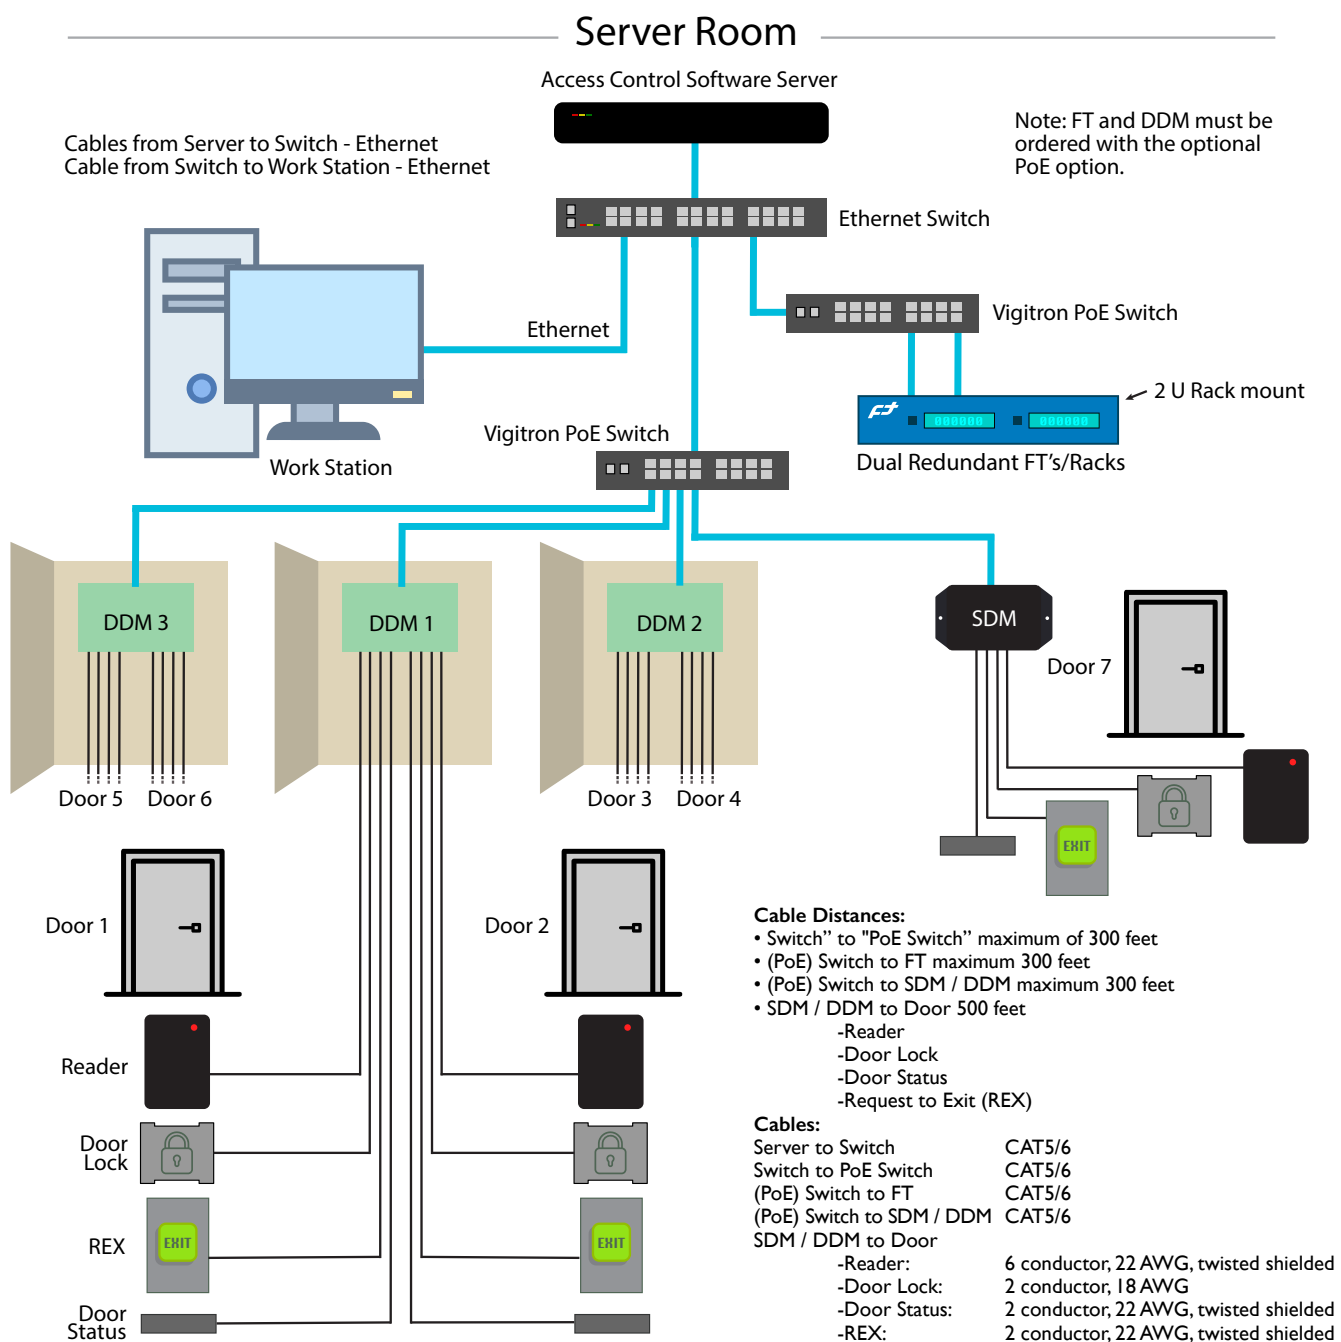 Server Room
Access Control Software Server
Cables from Server to Switch - Ethernet
Cable from Switch to Work Station - Ethernet
Note: FT and DDM must be
ordered with the optional
PoE option.
Ethernet Switch
Vigitron PoE Switch
Ethernet
2 U Rack mount
Ft
000000
000000
Dual Redundant FT's/Racks
Vigitron PoE Switch
Work Station
DDM 3
DDM 1
DDM 2
SDM
Door 7
Door 5
Door 6
Door 3
Door 4
EXIT
Door 1
Door 2
Reader
Door
Lock
REX
EXIT
EXIT
Door
Status
Cable Distances:
• Switch” to "PoE Switch” maximum of 300 feet
• (PoE) Switch to FT maximum 300 feet
• (PoE) Switch to SDM / DDM maximum 300 feet
• SDM / DDM to Door 500 feet
-Reader
-Door Lock
-Door Status
-Request to Exit (REX)
Cables:
Server to Switch CAT5/6
Switch to PoE Switch CAT5/6
(PoE) Switch to FT CAT5/6
(PoE) Switch to SDM / DDM CAT5/6
SDM / DDM to Door
-Reader: 6 conductor, 22 AWG, twisted shielded
-Door Lock: 2 conductor, 18 AWG
-Door Status: 2 conductor, 22 AWG, twisted shielded
-REX: 2 conductor, 22 AWG, twisted shielded